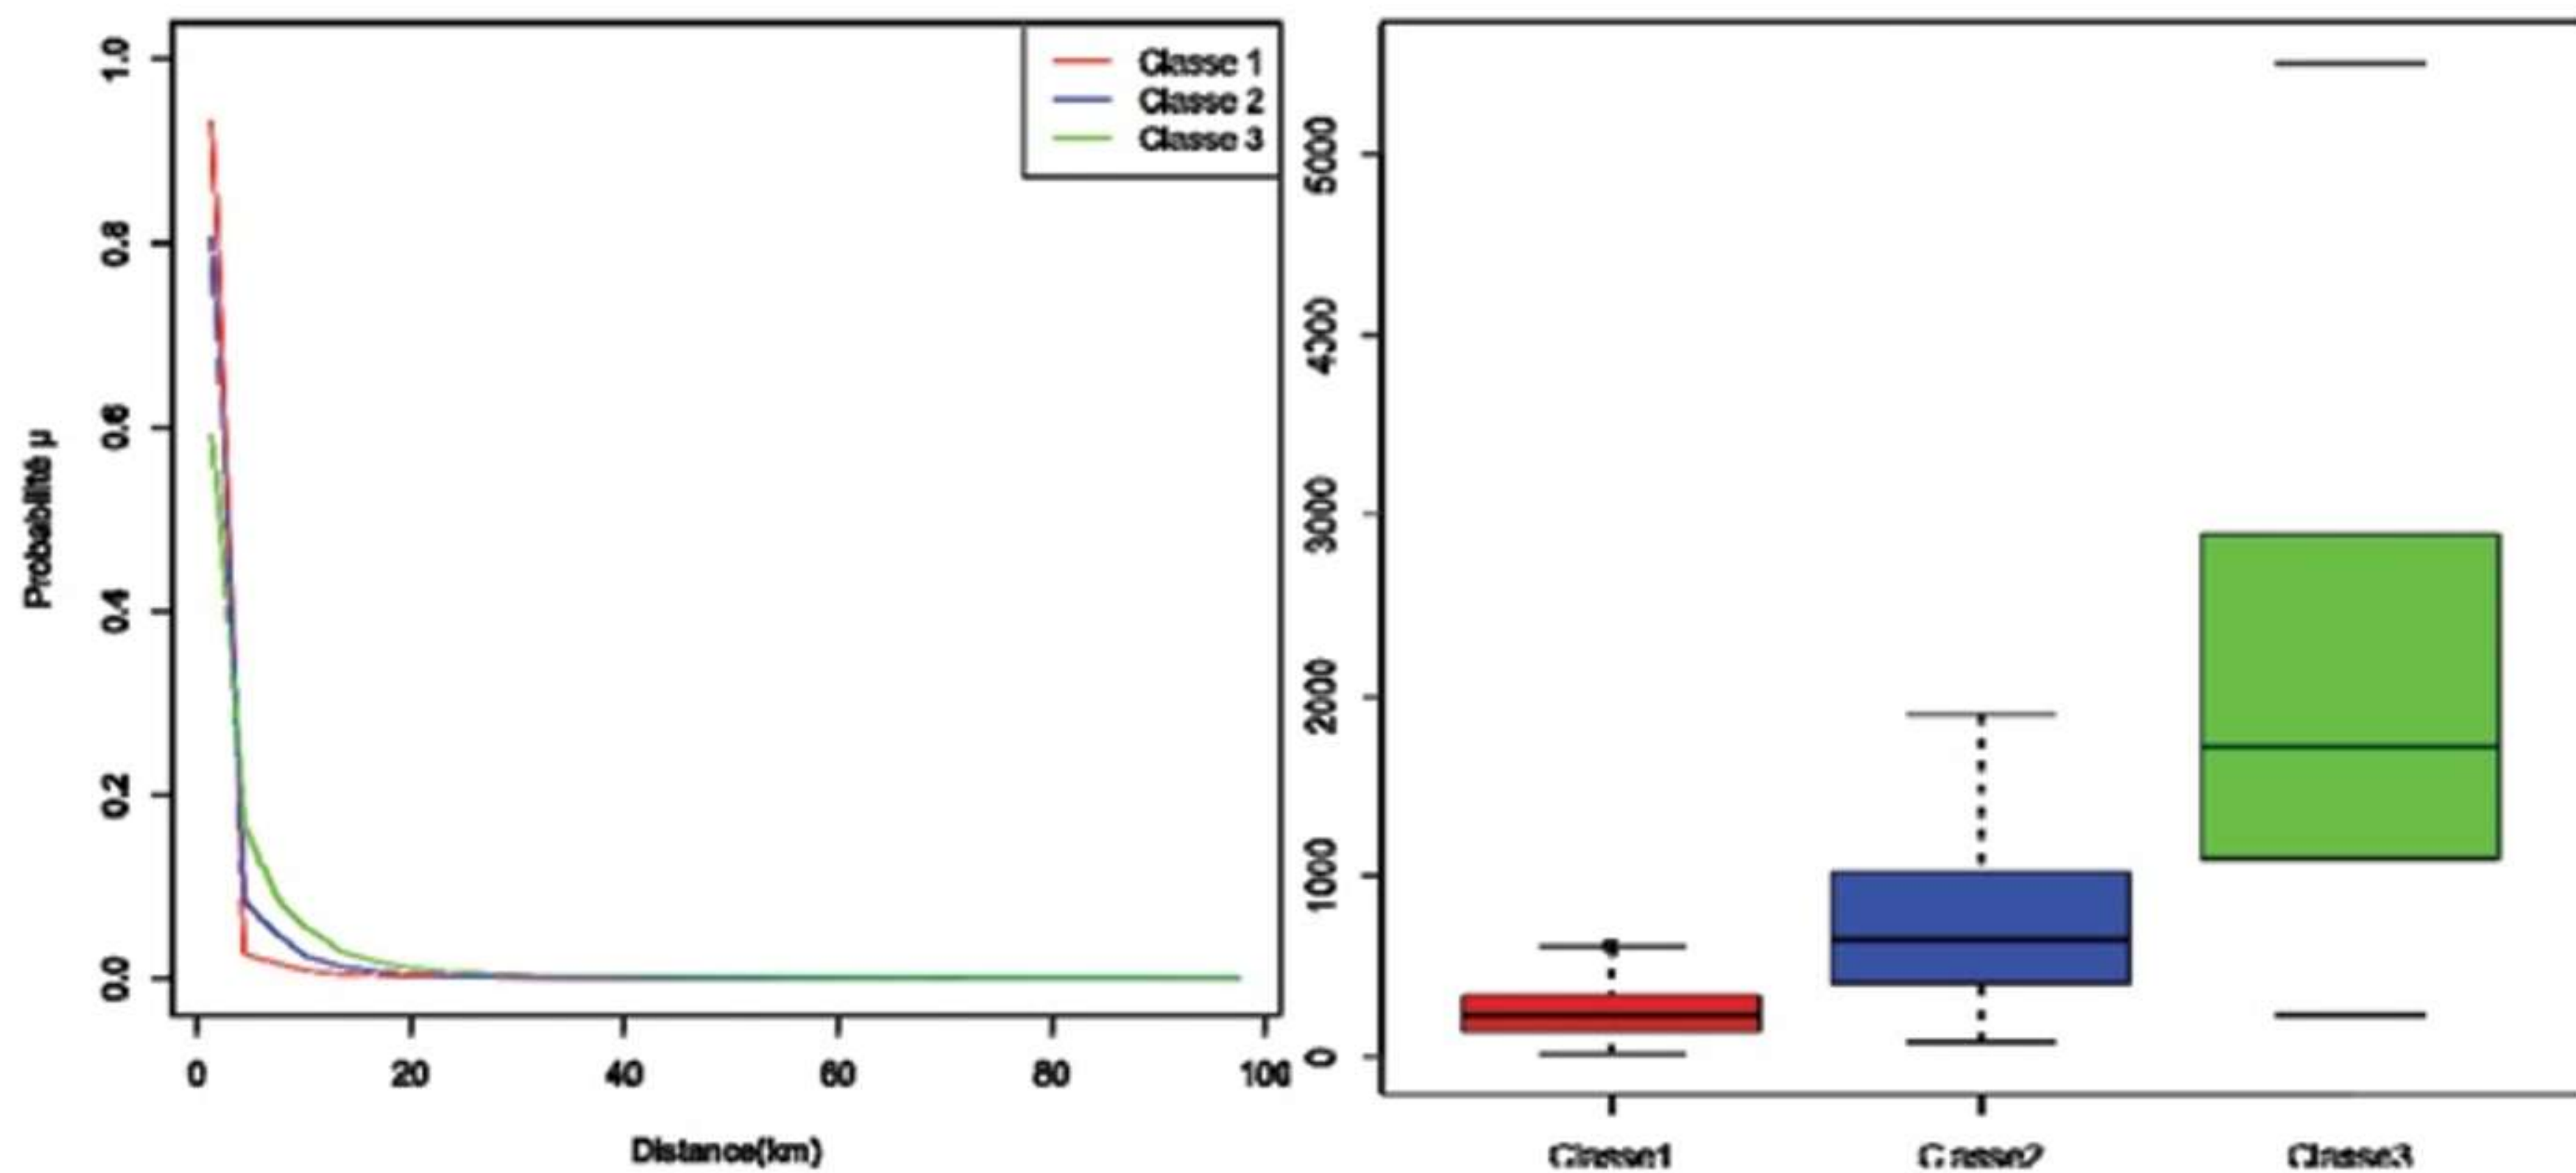 Probabilité µ
1.0
0.8
0.6
0.4
0.2
0.0
0
20
40
60
80
100
Distance(km)
Classe 1
Classe 2
Classe 3
5000
4000
3000
2000
1000
0
Classe1
Classe2
Classe3